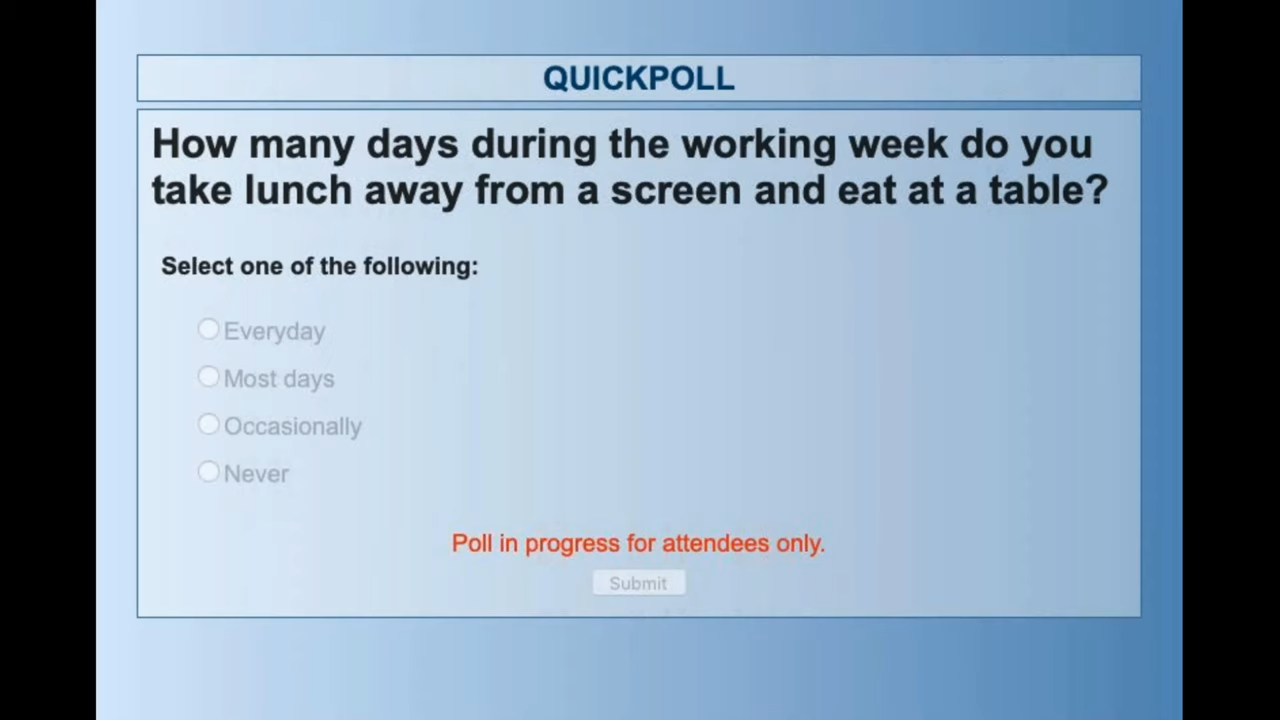 QUICKPOLL
How many days during the working week do you
take lunch away from a screen and eat at a table?
Select one of the following:
Everyday
Most days
Occasionally
Never
Poll in progress for attendees only.
Submit